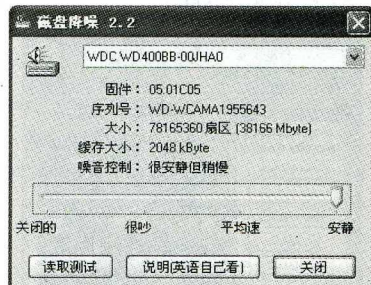 磁盘降噪 2.2
WDC WD400BB-00JHA0
固件： 05.01C05
序列号： WD-WCAMA1955643
大小： 78165360 扇区 (38166 Mbyte)
缓存大小： 2048 kByte
噪音控制： 很安静但稍慢
关闭的 很吵 平均速 安静
读取测试 说明(英语自己看) 关闭